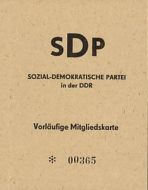 SDP
SOZIAL-DEMOKRATISCHE PARTEI
in der DDR
Vorläufige Mitgliedskarte
* 00365